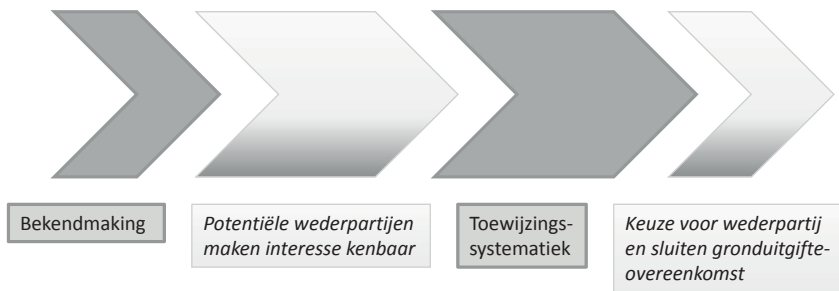 Bekendmaking
Potentiële wederpartijen
maken interesse kenbaar
Toewijzings-
systematiek
Keuze voor wederpartij
en sluiten gronduitgifte-
overeenkomst